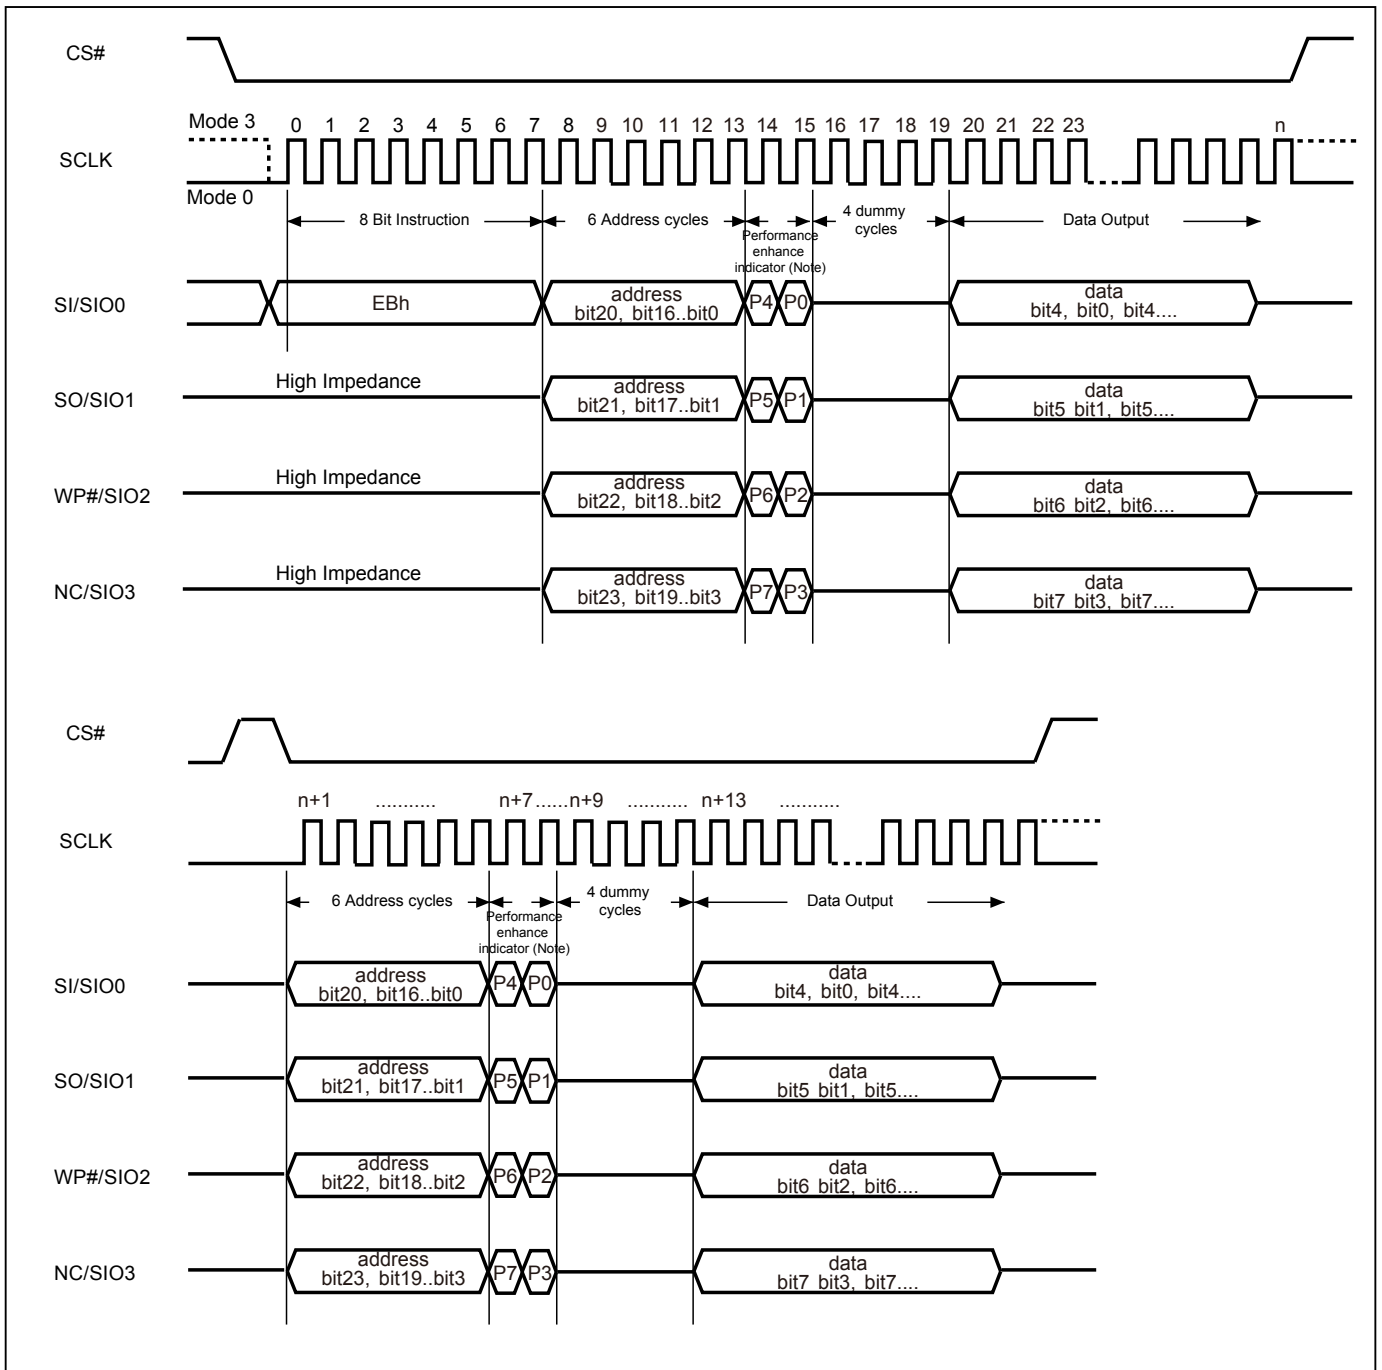 CS#
Mode 3
0 1 2 3 4 5 6 7 8 9 10 11 12 13 14 15 16 17 18 19 20 21 22 23 n
SCLK
Mode 0
8 Bit Instruction
6 Address cycles
Performance
enhance
indicator (Note)
4 dummy
cycles
Data Output
SI/SIO0
EBh
address
bit20, bit16..bit0
P4 P0
data
bit4, bit0, bit4....
SO/SIO1
High Impedance
address
bit21, bit17..bit1
P5 P1
data
bit5 bit1, bit5....
WP#/SIO2
High Impedance
address
bit22, bit18..bit2
P6 P2
data
bit6 bit2, bit6....
NC/SIO3
High Impedance
address
bit23, bit19..bit3
P7 P3
data
bit7 bit3, bit7....
CS#
n+1 ........... n+7......n+9 ........... n+13 ...........
SCLK
6 Address cycles
Performance
enhance
indicator (Note)
4 dummy
cycles
Data Output
SI/SIO0
address
bit20, bit16..bit0
P4 P0
data
bit4, bit0, bit4....
SO/SIO1
address
bit21, bit17..bit1
P5 P1
data
bit5 bit1, bit5....
WP#/SIO2
address
bit22, bit18..bit2
P6 P2
data
bit6 bit2, bit6....
NC/SIO3
address
bit23, bit19..bit3
P7 P3
data
bit7 bit3, bit7....